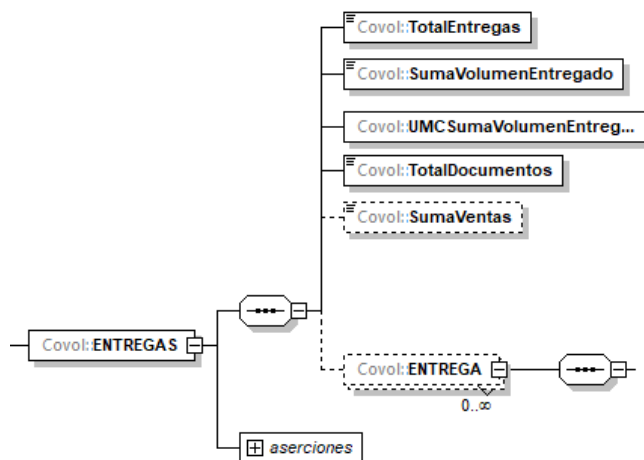 Covol::TotalEntregas
Covol::SumaVolumenEntregado
Covol::UMCSumaVolumenEntreg...
Covol::TotalDocumentos
Covol::SumaVentas
Covol::ENTREGAS
Covol::ENTREGA
0..∞
aserciones